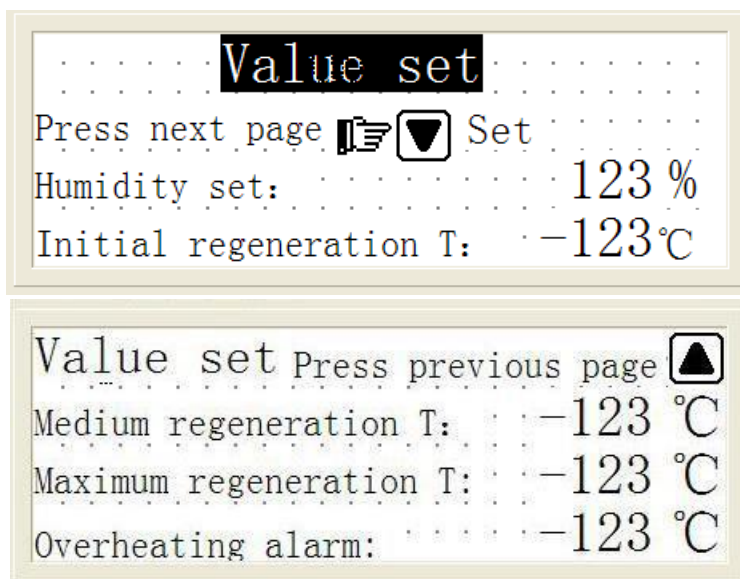 Value set
Press next page ☞ ▼ Set
Humidity set: 123 %
Initial regeneration T: -123℃
Value set Press previous page ▲
Medium regeneration T: -123 ℃
Maximum regeneration T: -123 ℃
Overheating alarm: -123 ℃